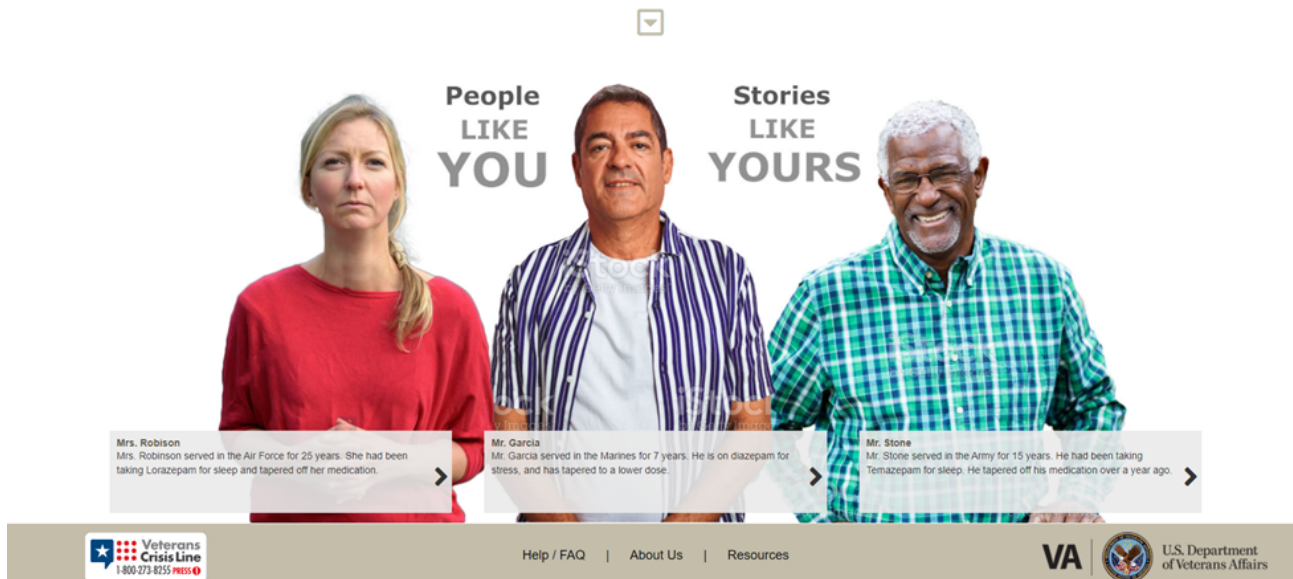 People
LIKE
YOU
Stories
LIKE
YOURS
iStock
Mrs. Robison
Mrs. Robinson served in the Air Force for 25 years. She had been
taking Lorazepam for sleep and tapered off her medication.
Mr. Garcia
Mr. Garcia served in the Marines for 7 years. He is on diazepam for
stress, and has tapered to a lower dose.
Mr. Stone
Mr. Stone served in the Army for 15 years. He had been taking
Temazepam for sleep. He tapered off his medication over a year ago.
Veterans
Crisis Line
1-800-273-8255 PRESS 1
Help / FAQ | About Us | Resources
VA
U.S. Department
of Veterans Affairs